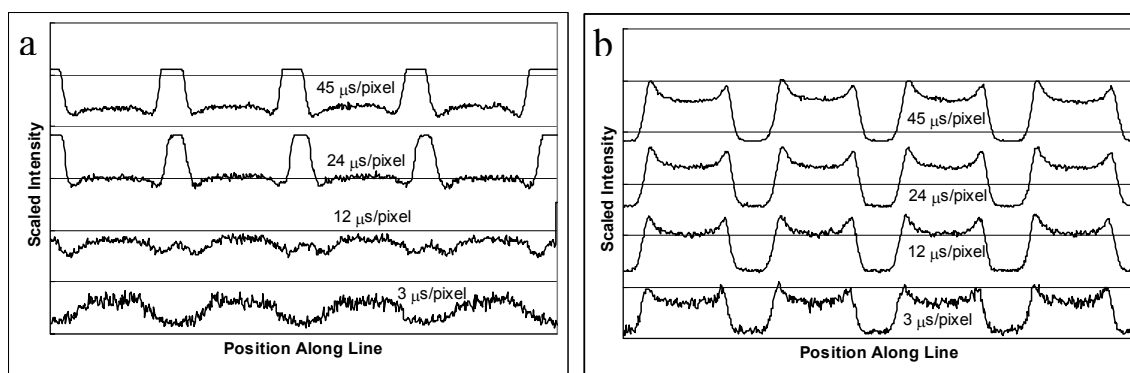 a
45 μs/pixel
24 μs/pixel
12 μs/pixel
3 μs/pixel
Scaled Intensity
Position Along Line
b
45 μs/pixel
24 μs/pixel
12 μs/pixel
3 μs/pixel
Scaled Intensity
Position Along Line